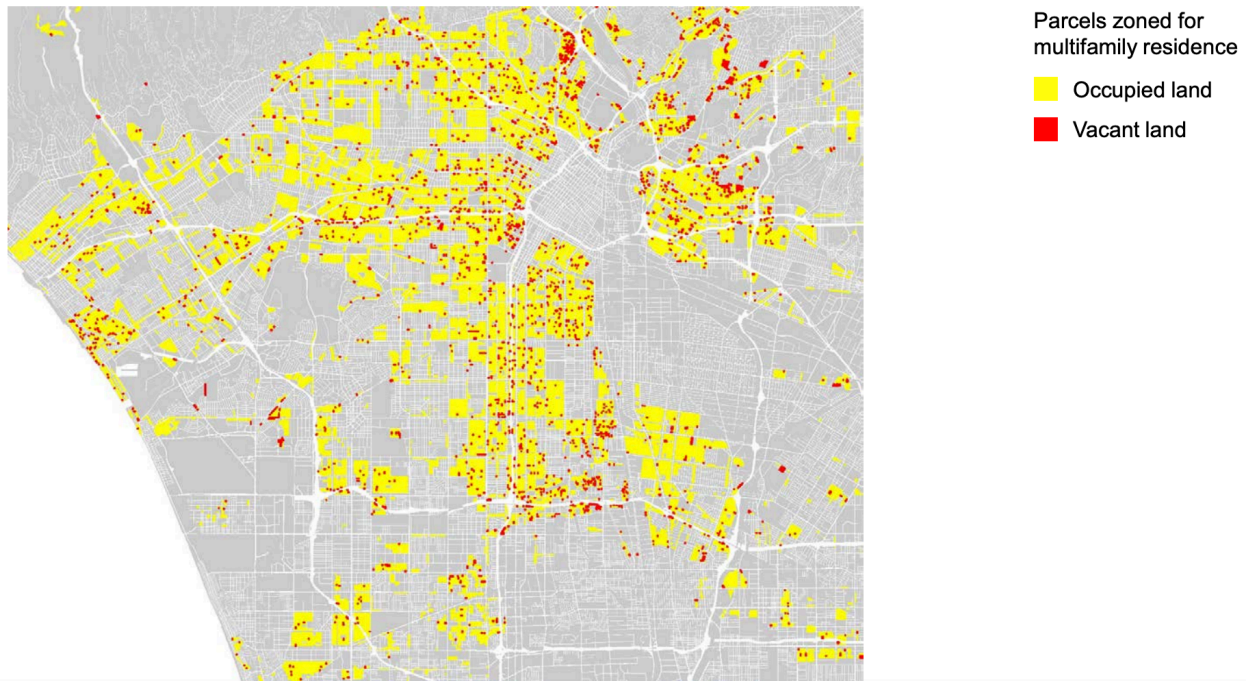 Parcels zoned for
multifamily residence
Occupied land
Vacant land